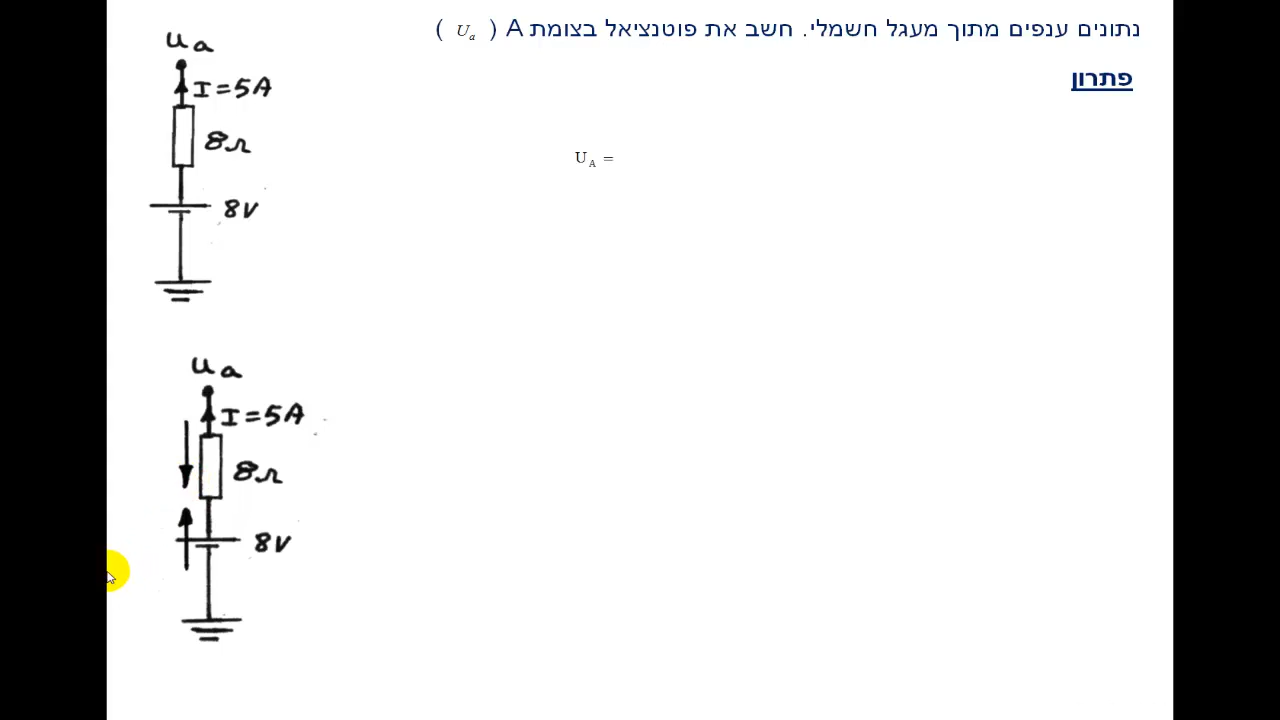 נתונים ענפים מתוך מעגל חשמלי. חשב את פוטנציאל בצומת A ( Uₐ )
פתרון
U_A =
Ua
I=5A
8Ω
8V
Ua
I=5A
8Ω
8V